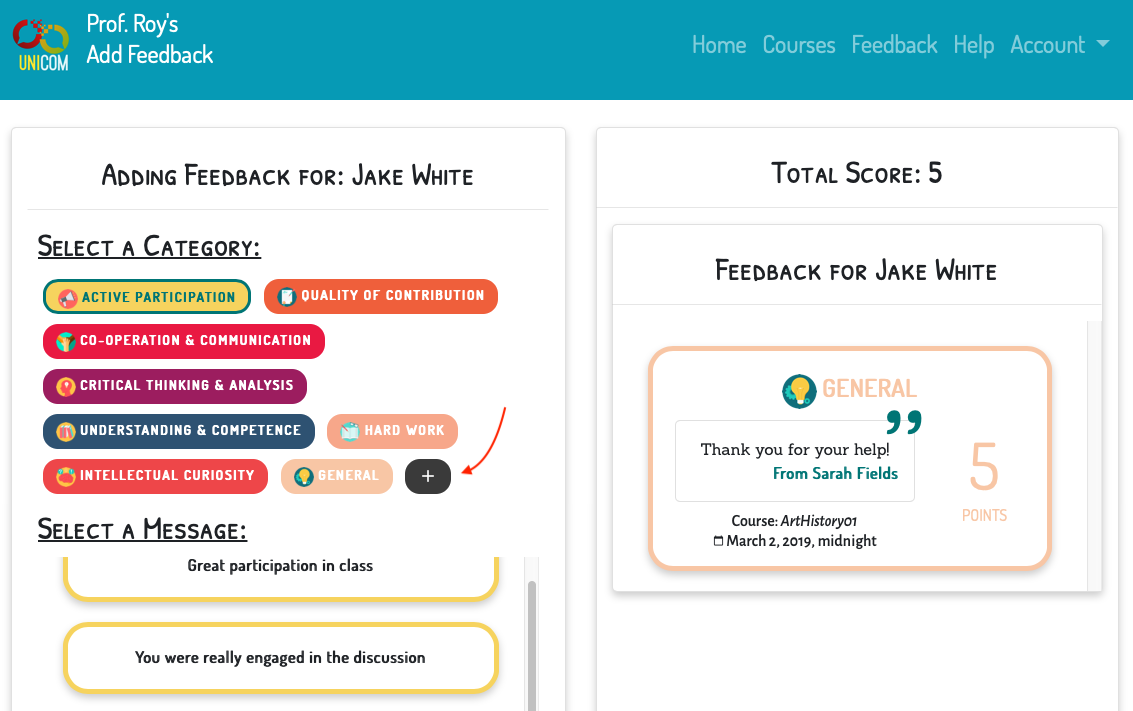 Prof. Roy's
Add Feedback
UNICOM
Home Courses Feedback Help Account
Adding Feedback for: Jake White
Select a Category:
ACTIVE PARTICIPATION
QUALITY OF CONTRIBUTION
CO-OPERATION & COMMUNICATION
CRITICAL THINKING & ANALYSIS
UNDERSTANDING & COMPETENCE
HARD WORK
INTELLECTUAL CURIOSITY
GENERAL
+
Select a Message:
Great participation in class
You were really engaged in the discussion
Total Score: 5
Feedback for Jake White
GENERAL
”
Thank you for your help!
From Sarah Fields
5
POINTS
Course: ArtHistory01
March 2, 2019, midnight